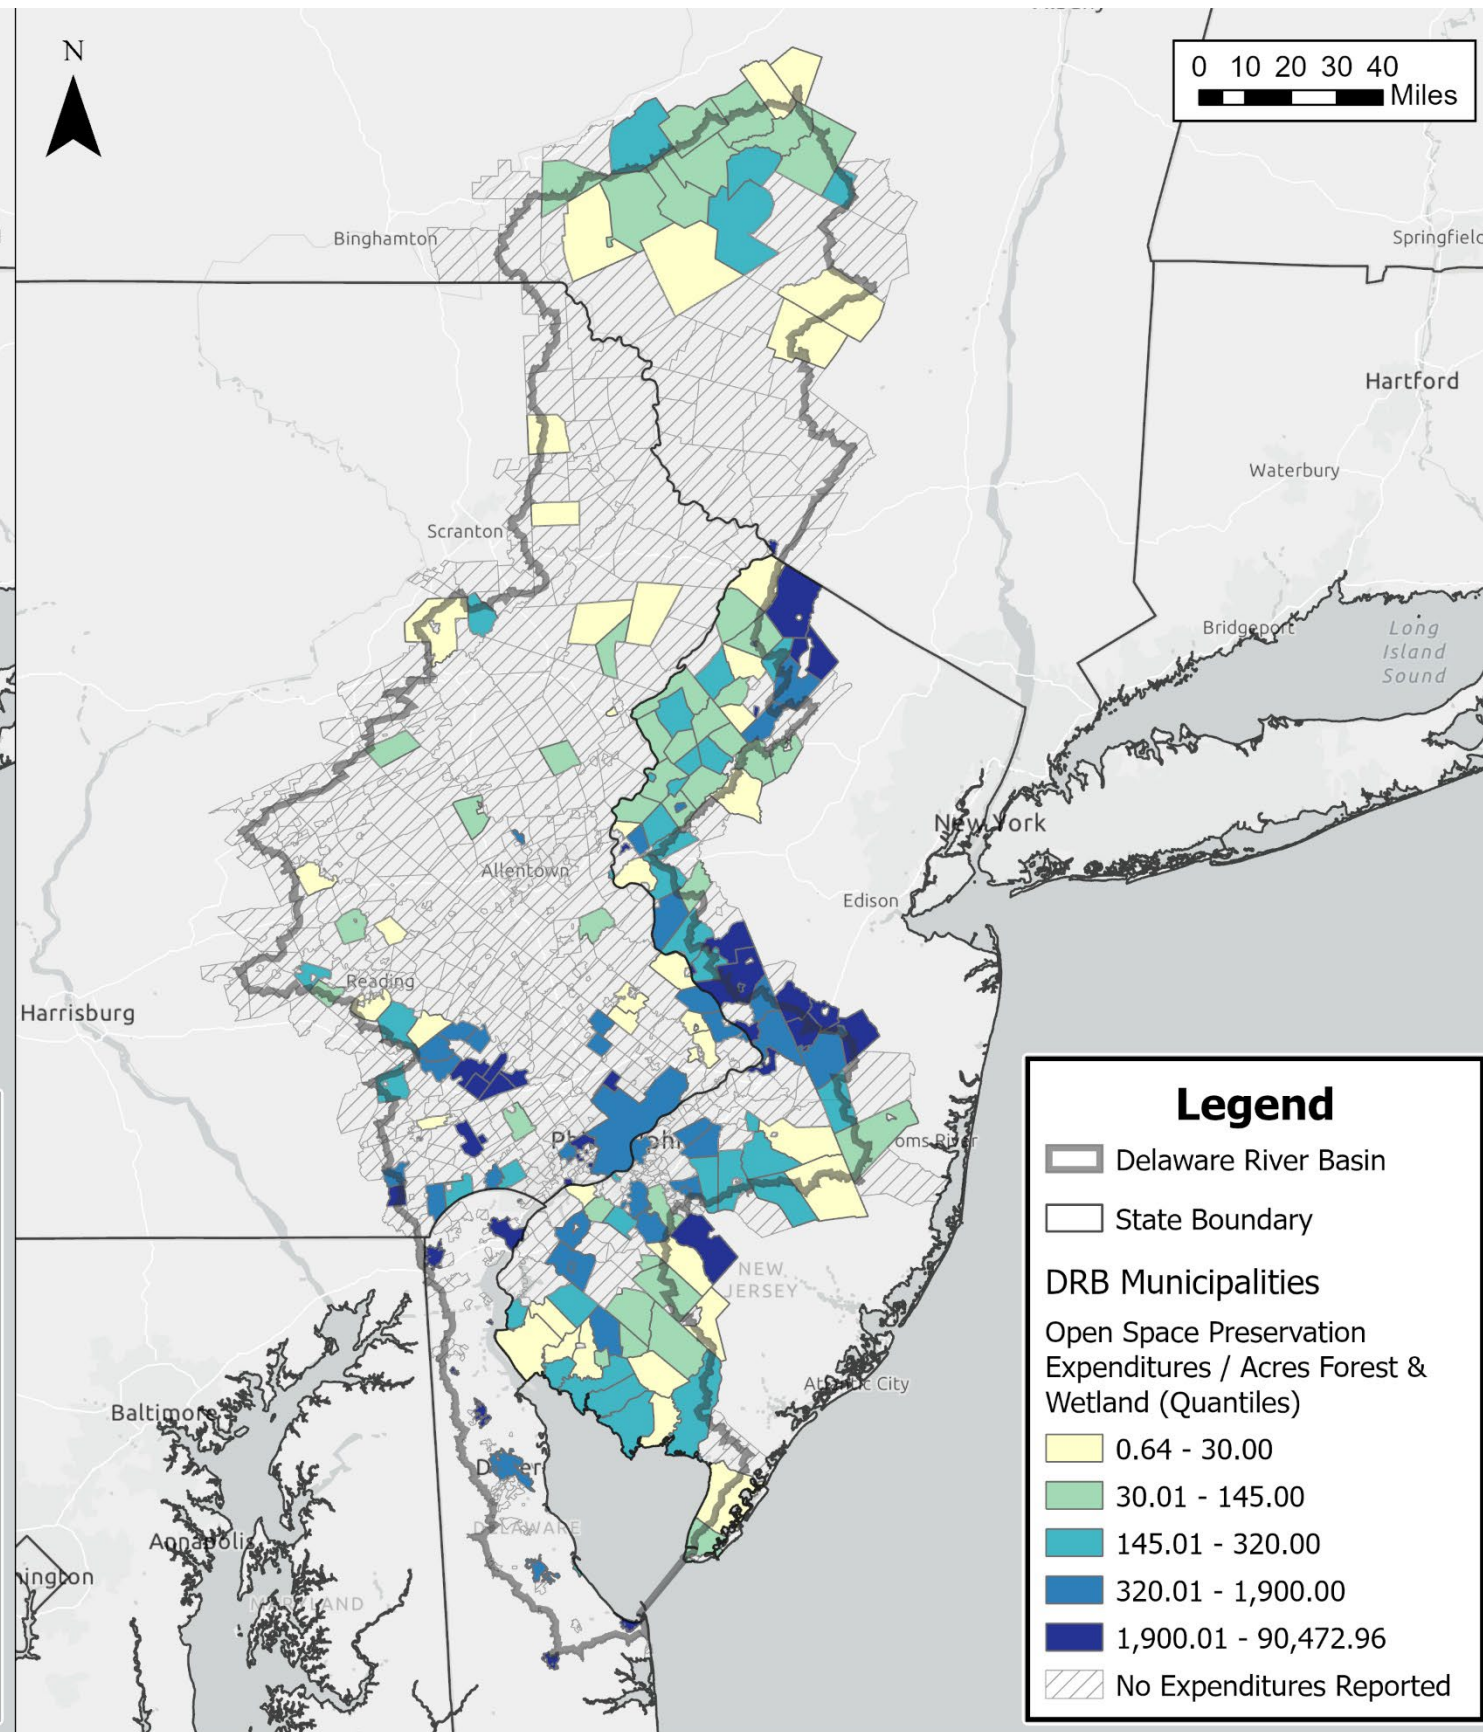 N
0 10 20 30 40
Miles
Binghamton
Springfield
Hartford
Waterbury
Scranton
Bridgeport
Long
Island
Sound
New York
Allentown
Edison
Reading
Harrisburg
oms River
NEW
JERSEY
Atlantic City
Baltimore
Dover
DELAWARE
Annapolis
ington
MARYLAND
Legend
Delaware River Basin
State Boundary
DRB Municipalities
Open Space Preservation
Expenditures / Acres Forest &
Wetland (Quantiles)
0.64 - 30.00
30.01 - 145.00
145.01 - 320.00
320.01 - 1,900.00
1,900.01 - 90,472.96
No Expenditures Reported